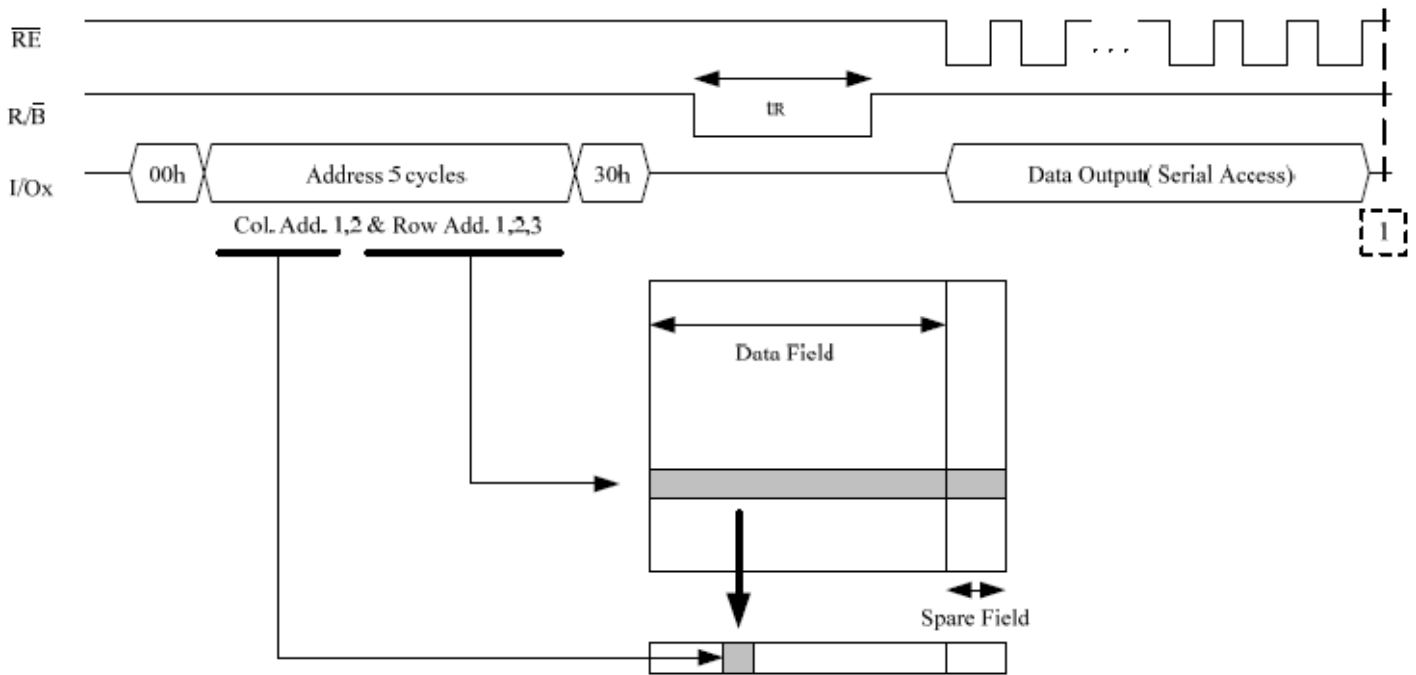 R̅E̅
R/B̅
tR
I/Ox
00h
Address 5 cycles
30h
Data Output( Serial Access)
Col. Add. 1,2 & Row Add. 1,2,3
1
Data Field
Spare Field